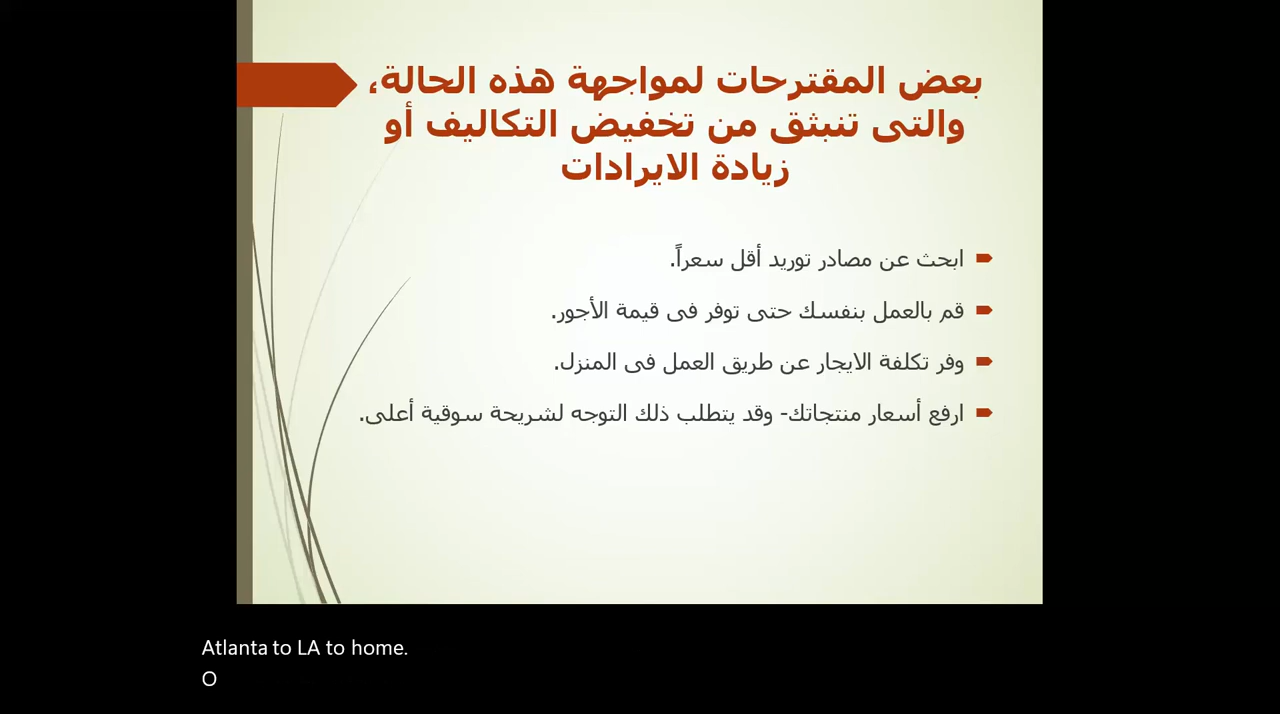 بعض المقترحات لمواجهة هذه الحالة،
والتى تنبثق من تخفيض التكاليف أو
زيادة الايرادات
ابحث عن مصادر توريد أقل سعراً.
قم بالعمل بنفسك حتى توفر فى قيمة الأجور.
وفر تكلفة الايجار عن طريق العمل فى المنزل.
ارفع أسعار منتجاتك- وقد يتطلب ذلك التوجه لشريحة سوقية أعلى.
Atlanta to LA to home.
O